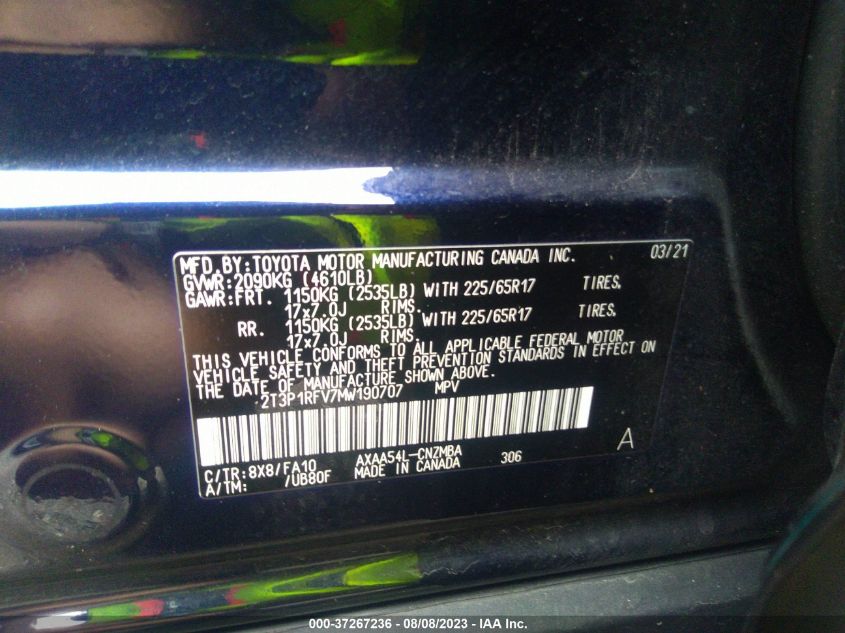 MFD. BY: TOYOTA MOTOR MANUFACTURING CANADA INC. 03/21
GVWR: 2090KG (4610LB)
GAWR: FRT. 1150KG (2535LB) WITH 225/65R17 TIRES.
17x7.0J RIMS.
RR. 1150KG (2535LB) WITH 225/65R17 TIRES.
17x7.0J RIMS.
THIS VEHICLE CONFORMS TO ALL APPLICABLE FEDERAL MOTOR
VEHICLE SAFETY AND THEFT PREVENTION STANDARDS IN EFFECT ON
THE DATE OF MANUFACTURE SHOWN ABOVE.
2T3P1RFV7MW190707 MPV
C/TR: 8X8/FA10 AXAA54L-CNZMBA 306 A
A/TM: /UB80F MADE IN CANADA
000-37267236 - 08/08/2023 - IAA Inc.